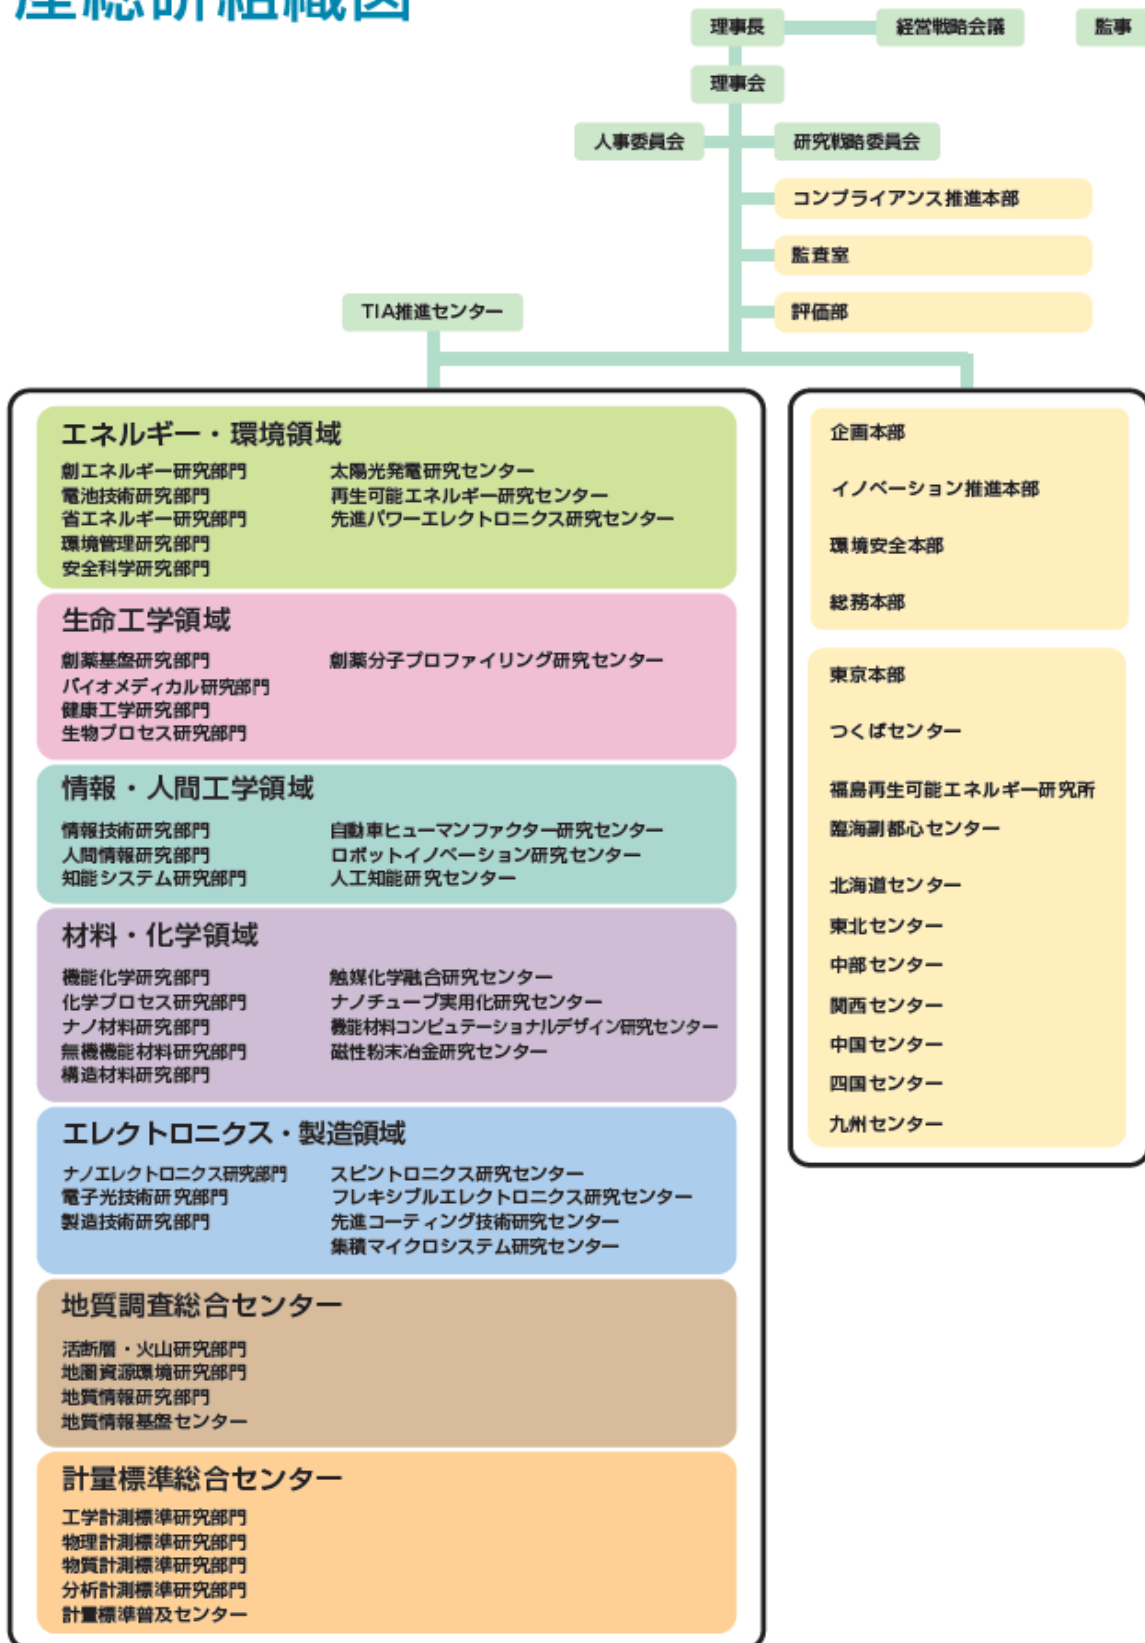 産総研組織図
理事長
経営戦略会議
監事
理事会
人事委員会
研究戦略委員会
コンプライアンス推進本部
監査室
評価部
TIA推進センター
エネルギー・環境領域
創エネルギー研究部門
電池技術研究部門
省エネルギー研究部門
環境管理研究部門
安全科学研究部門
太陽光発電研究センター
再生可能エネルギー研究センター
先進パワーエレクトロニクス研究センター
生命工学領域
創薬基盤研究部門
バイオメディカル研究部門
健康工学研究部門
生物プロセス研究部門
創薬分子プロファイリング研究センター
情報・人間工学領域
情報技術研究部門
人間情報研究部門
知能システム研究部門
自動車ヒューマンファクター研究センター
ロボットイノベーション研究センター
人工知能研究センター
材料・化学領域
機能化学研究部門
化学プロセス研究部門
ナノ材料研究部門
無機機能材料研究部門
構造材料研究部門
触媒化学融合研究センター
ナノチューブ実用化研究センター
機能材料コンピュテーショナルデザイン研究センター
磁性粉末冶金研究センター
エレクトロニクス・製造領域
ナノエレクトロニクス研究部門
電子光技術研究部門
製造技術研究部門
スピントロニクス研究センター
フレキシブルエレクトロニクス研究センター
先進コーティング技術研究センター
集積マイクロシステム研究センター
地質調査総合センター
活断層・火山研究部門
地圏資源環境研究部門
地質情報研究部門
地質情報基盤センター
計量標準総合センター
工学計測標準研究部門
物理計測標準研究部門
物質計測標準研究部門
分析計測標準研究部門
計量標準普及センター
企画本部
イノベーション推進本部
環境安全本部
総務本部
東京本部
つくばセンター
福島再生可能エネルギー研究所
臨海副都心センター
北海道センター
東北センター
中部センター
関西センター
中国センター
四国センター
九州センター